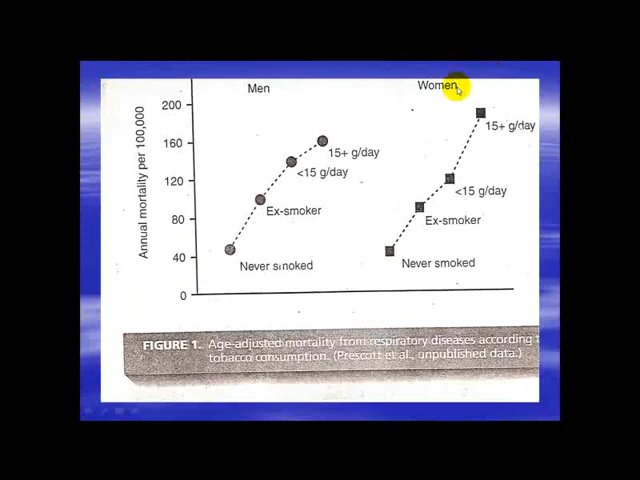 Men
Women
Annual mortality per 100,000
200
160
120
80
40
0
15+ g/day
<15 g/day
Ex-smoker
Never smoked
15+ g/day
<15 g/day
Ex-smoker
Never smoked
FIGURE 1. Age-adjusted mortality from respiratory diseases according
tobacco consumption. (Prescott et al., unpublished data.)